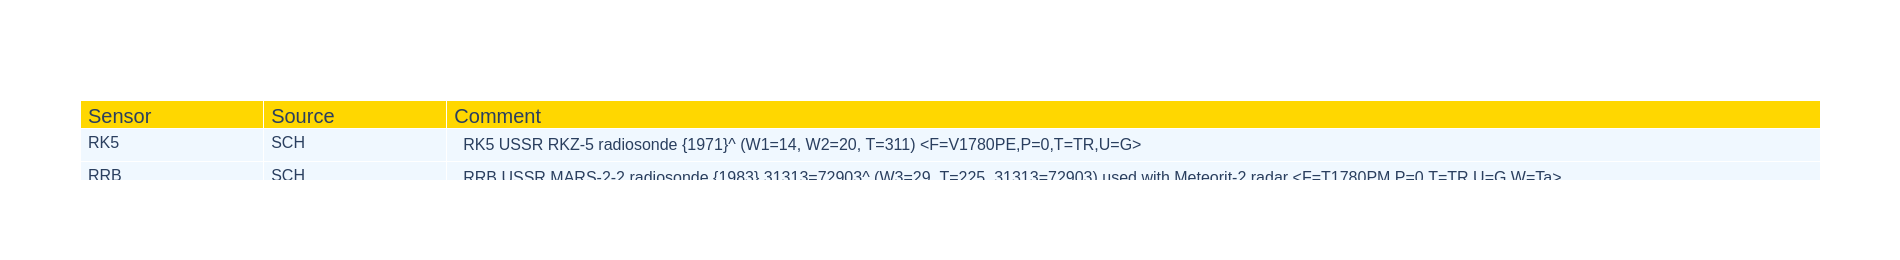 Sensor Source Comment
RK5 SCH RK5 USSR RKZ-5 radiosonde {1971}^ (W1=14, W2=20, T=311) <F=V1780PE,P=0,T=TR,U=G>
RRB SCH RRB USSR MARS-2-2 radiosonde {1983} 31313=72903^ (W3=29, T=225, 31313=72903) used with Meteorit-2 radar <F=T1780PM,P=0,T=TR,U=G,W=Ta>